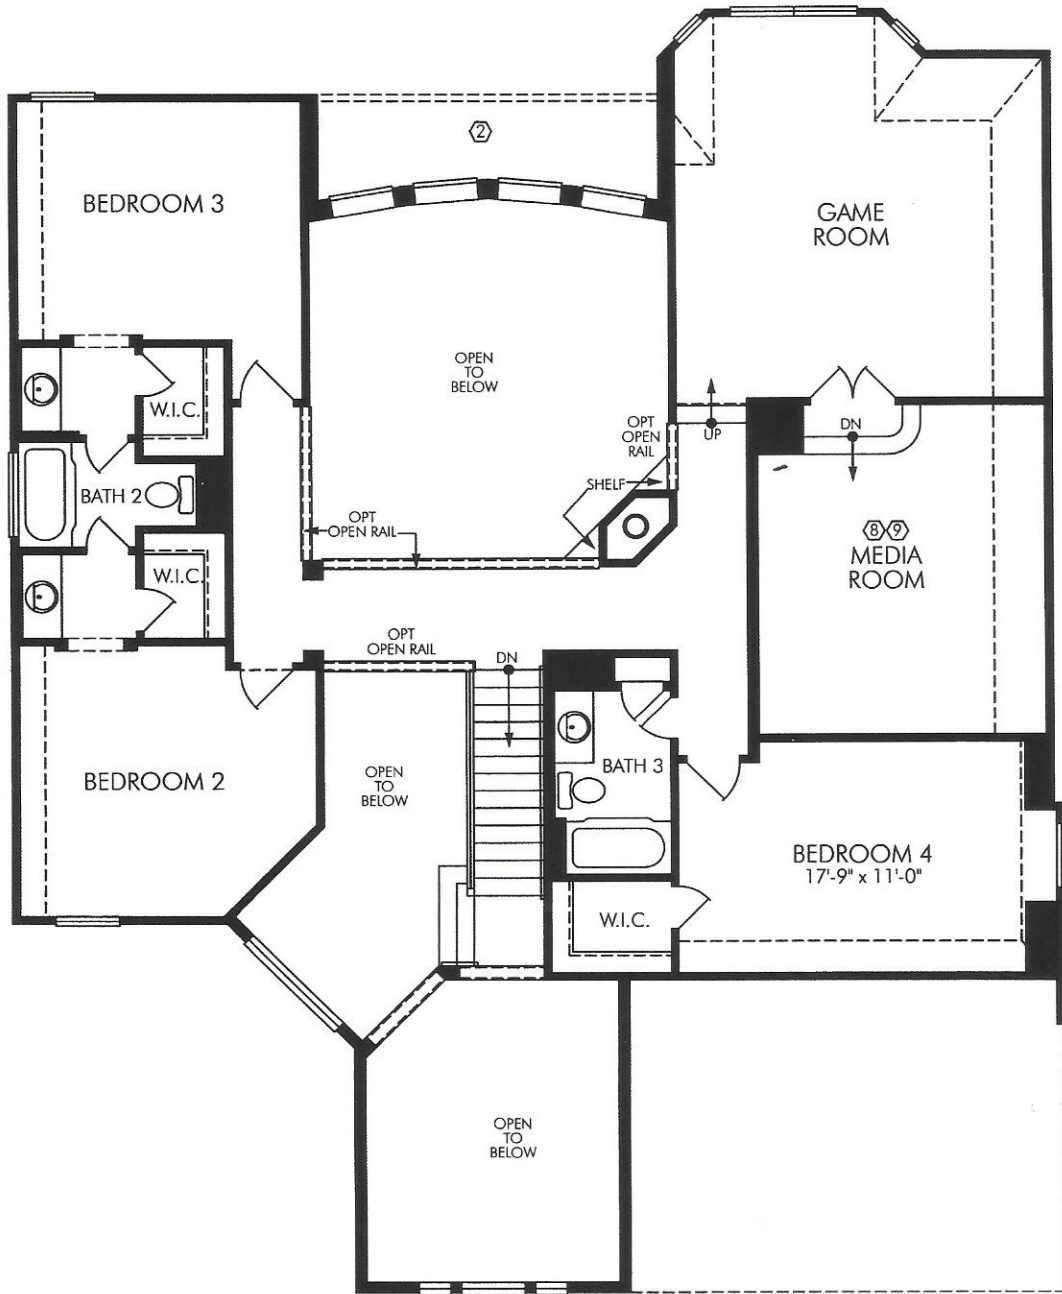 2
BEDROOM 3
GAME
ROOM
OPEN
TO
BELOW
W.I.C.
OPT
OPEN
RAIL
UP
DN
BATH 2
SHELF
OPT
OPEN RAIL
8 9
MEDIA
ROOM
W.I.C.
OPT
OPEN RAIL
DN
BEDROOM 2
OPEN
TO
BELOW
BATH 3
BEDROOM 4
17'-9" x 11'-0"
W.I.C.
OPEN
TO
BELOW